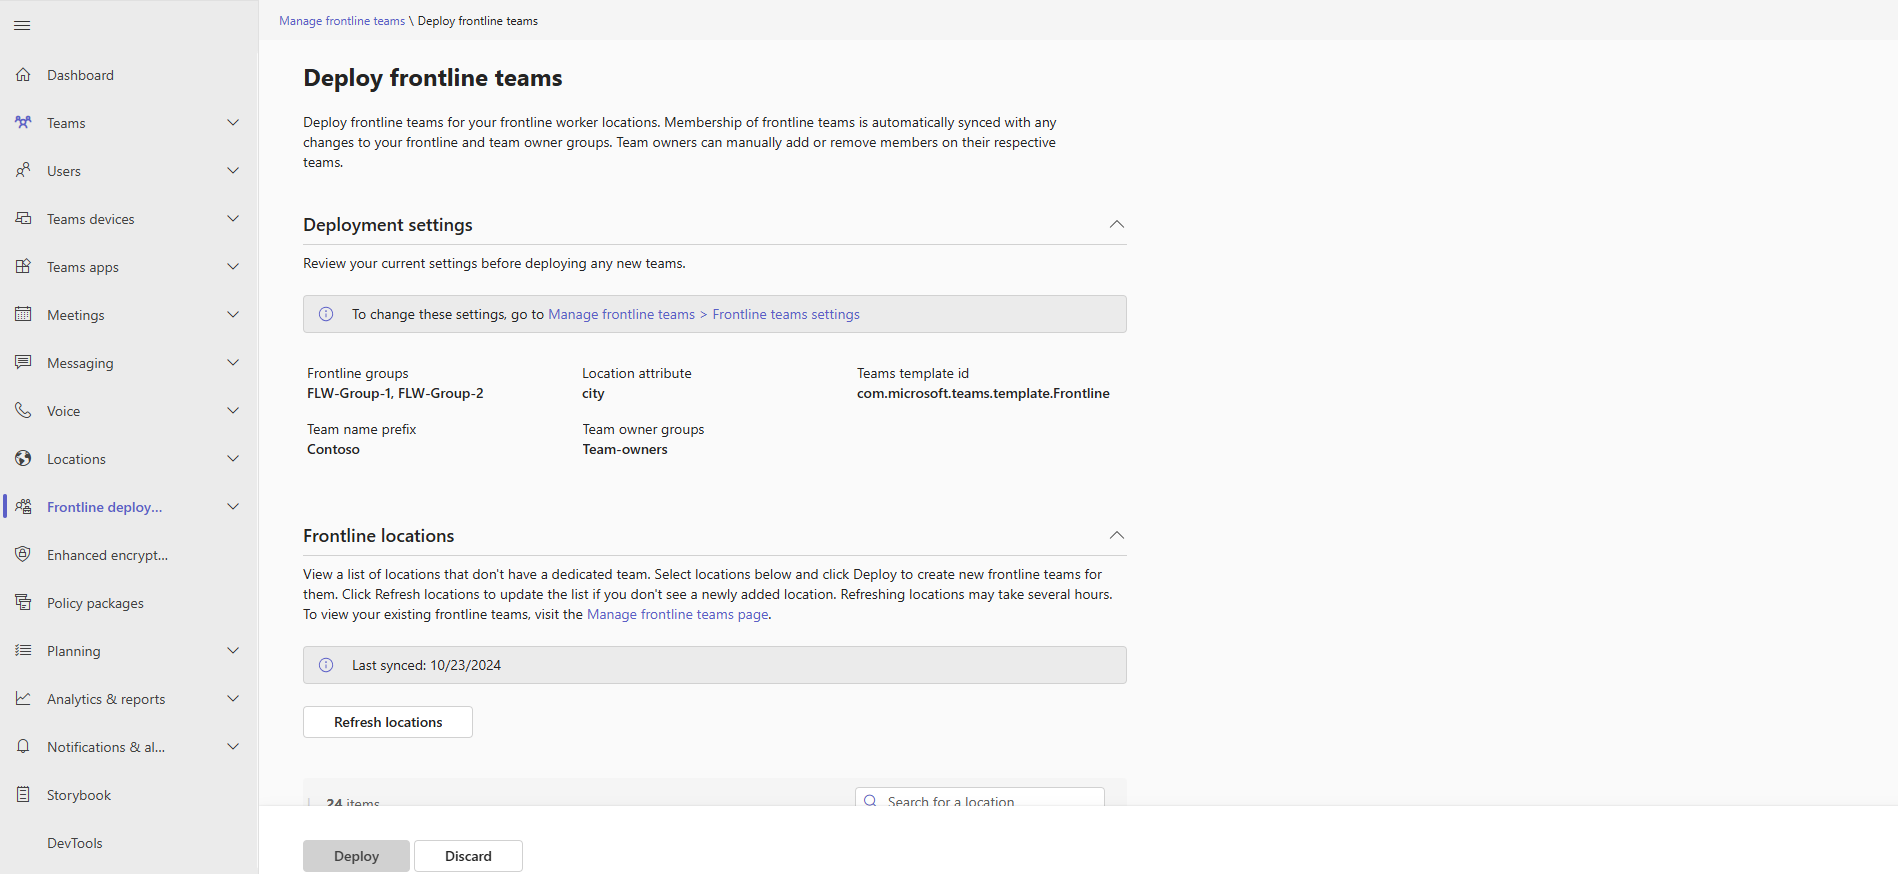 Manage frontline teams \ Deploy frontline teams
Dashboard
Teams
Users
Teams devices
Teams apps
Meetings
Messaging
Voice
Locations
Frontline deploy...
Enhanced encrypt...
Policy packages
Planning
Analytics & reports
Notifications & al...
Storybook
DevTools
Deploy frontline teams
Deploy frontline teams for your frontline worker locations. Membership of frontline teams is automatically synced with any
changes to your frontline and team owner groups. Team owners can manually add or remove members on their respective
teams.
Deployment settings
Review your current settings before deploying any new teams.
To change these settings, go to Manage frontline teams > Frontline teams settings
Frontline groups
FLW-Group-1, FLW-Group-2
Location attribute
city
Teams template id
com.microsoft.teams.template.Frontline
Team name prefix
Contoso
Team owner groups
Team-owners
Frontline locations
View a list of locations that don't have a dedicated team. Select locations below and click Deploy to create new frontline teams for
them. Click Refresh locations to update the list if you don't see a newly added location. Refreshing locations may take several hours.
To view your existing frontline teams, visit the Manage frontline teams page.
Last synced: 10/23/2024
Refresh locations
24 items
Search for a location
Deploy
Discard